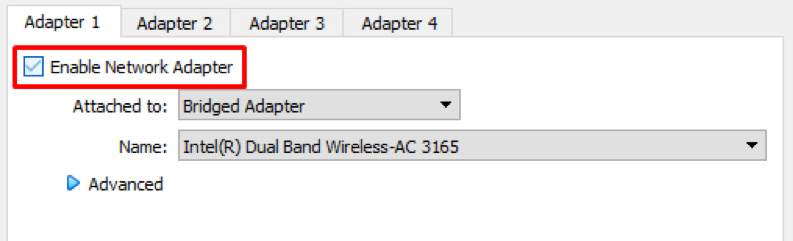 Adapter 1 Adapter 2 Adapter 3 Adapter 4
Enable Network Adapter
Attached to: Bridged Adapter
Name: Intel(R) Dual Band Wireless-AC 3165
Advanced